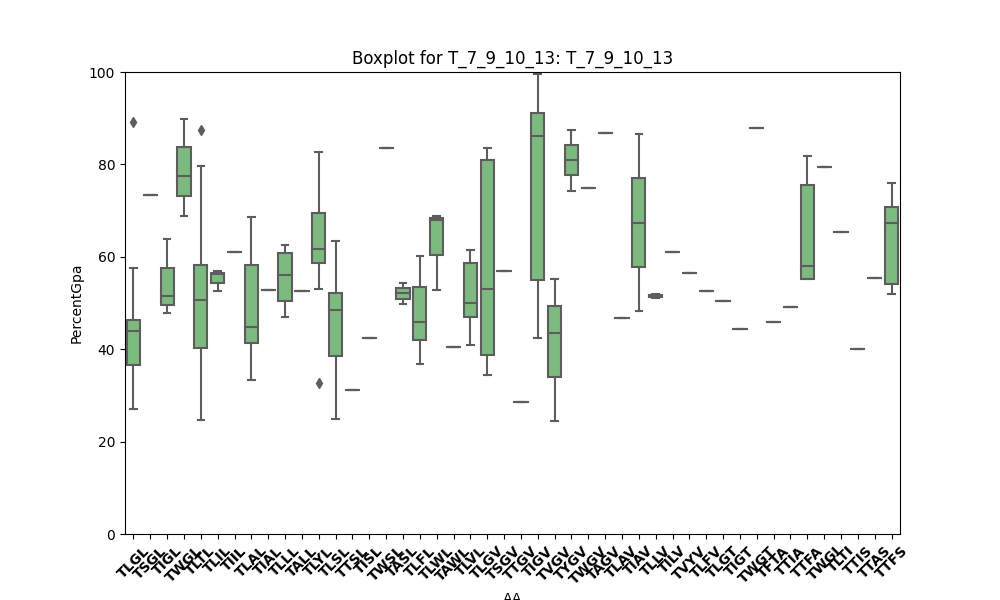 Boxplot for T_7_9_10_13: T_7_9_10_13
100
80
60
40
20
0
PercentGpa
TLGL
TSGL
TIGL
TWGL
TLTL
TLIL
TIIL
TLAL
TIAL
TLLL
TALL
TLYL
TLSL
TTSL
TISL
TWSL
TASL
TLFL
TLWL
TAWL
TLVL
TLGV
TSGV
TTGV
TIGV
TVGV
TYGV
TWGV
TAGV
TLAV
TIAV
TLLV
TILV
TVYV
TLFV
TLGT
TIGT
TWGT
TFTA
TTIA
TTFA
TWGI
TLTI
TTIS
TTAS
TTFS
AA